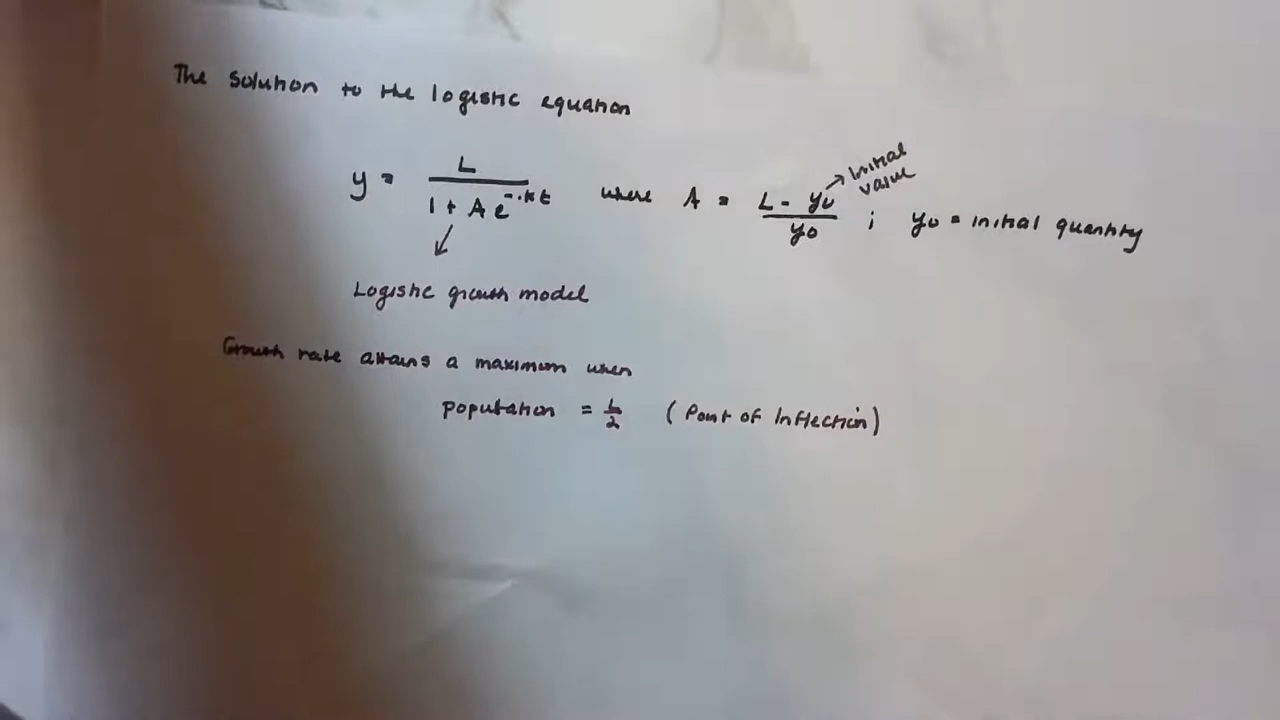 The solution to the logistic equation
y = L / (1 + A e^-kt) where A = (L - y0) / y0 ; y0 = initial quantity
→ Initial value
Logistic growth model
Growth rate attains a maximum when
population = L/2 (Point of Inflection)